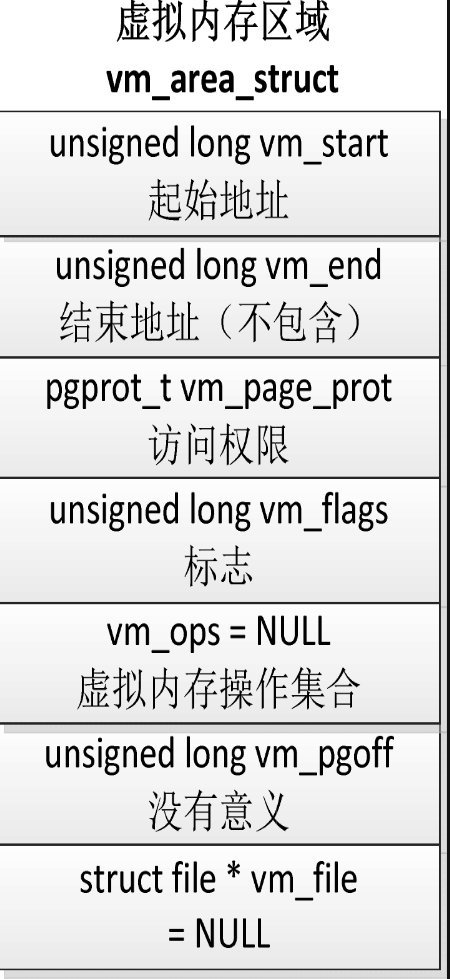 虚拟内存区域
vm_area_struct
unsigned long vm_start
起始地址
unsigned long vm_end
结束地址（不包含）
pgprot_t vm_page_prot
访问权限
unsigned long vm_flags
标志
vm_ops = NULL
虚拟内存操作集合
unsigned long vm_pgoff
没有意义
struct file * vm_file
= NULL